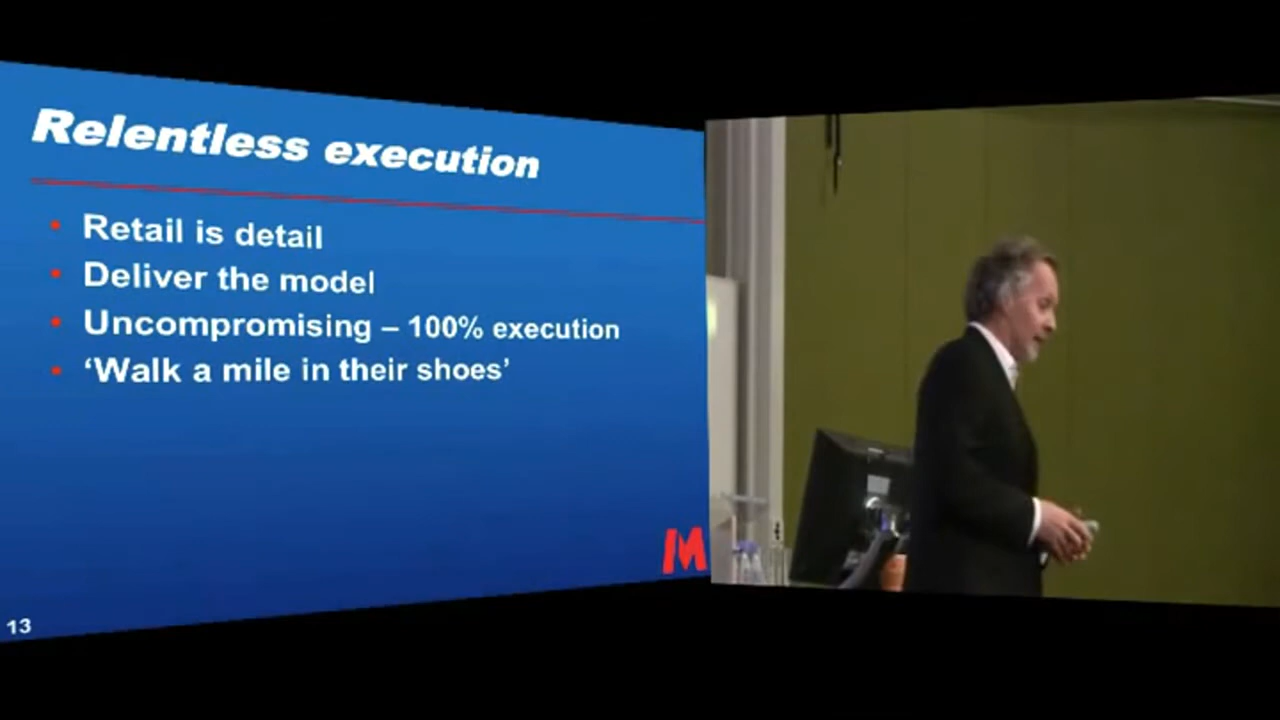 Relentless execution
Retail is detail
Deliver the model
Uncompromising – 100% execution
‘Walk a mile in their shoes’
M
13